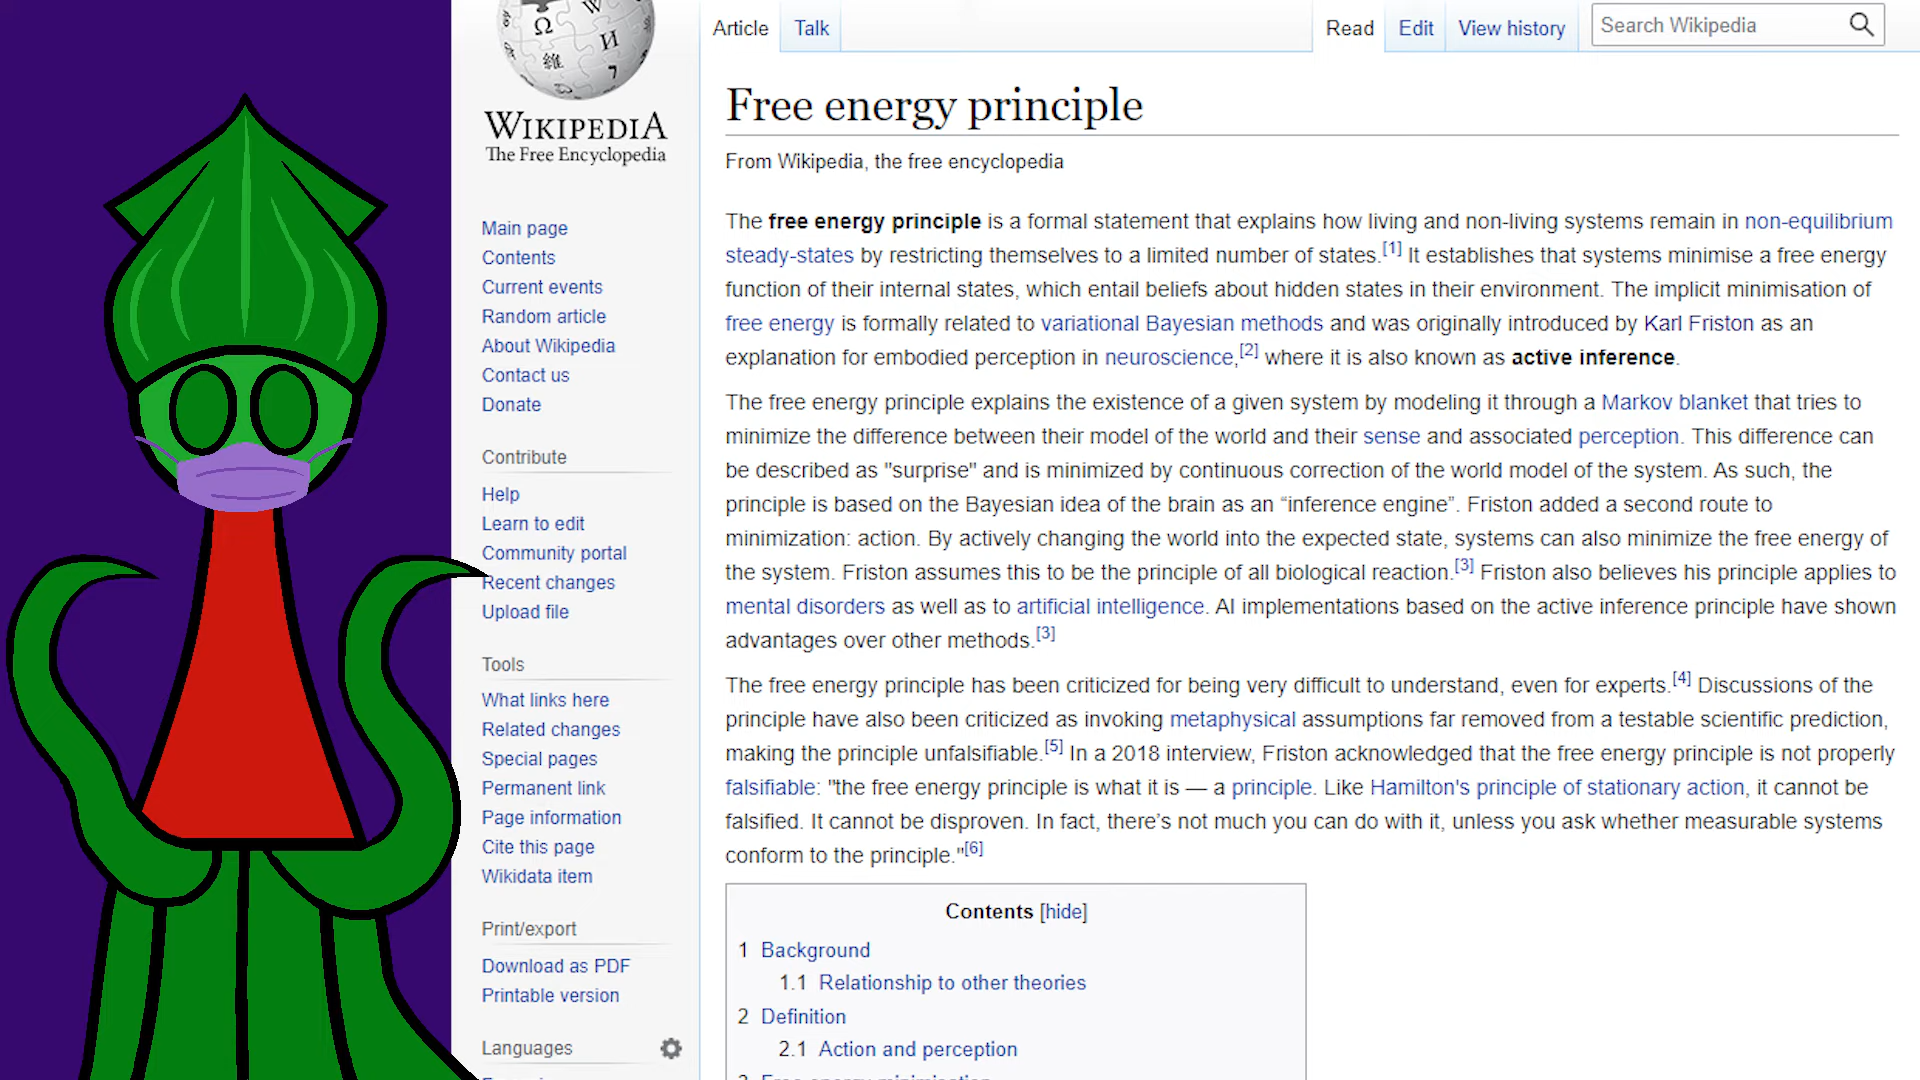 Ω W И 維 7
WIKIPEDIA
The Free Encyclopedia
Main page
Contents
Current events
Random article
About Wikipedia
Contact us
Donate
Contribute
Help
Learn to edit
Community portal
Recent changes
Upload file
Tools
What links here
Related changes
Special pages
Permanent link
Page information
Cite this page
Wikidata item
Print/export
Download as PDF
Printable version
Languages
Article Talk Read Edit View history Search Wikipedia
Free energy principle
From Wikipedia, the free encyclopedia
The free energy principle is a formal statement that explains how living and non-living systems remain in non-equilibrium
steady-states by restricting themselves to a limited number of states.[1] It establishes that systems minimise a free energy
function of their internal states, which entail beliefs about hidden states in their environment. The implicit minimisation of
free energy is formally related to variational Bayesian methods and was originally introduced by Karl Friston as an
explanation for embodied perception in neuroscience,[2] where it is also known as active inference.
The free energy principle explains the existence of a given system by modeling it through a Markov blanket that tries to
minimize the difference between their model of the world and their sense and associated perception. This difference can
be described as "surprise" and is minimized by continuous correction of the world model of the system. As such, the
principle is based on the Bayesian idea of the brain as an “inference engine”. Friston added a second route to
minimization: action. By actively changing the world into the expected state, systems can also minimize the free energy of
the system. Friston assumes this to be the principle of all biological reaction.[3] Friston also believes his principle applies to
mental disorders as well as to artificial intelligence. AI implementations based on the active inference principle have shown
advantages over other methods.[3]
The free energy principle has been criticized for being very difficult to understand, even for experts.[4] Discussions of the
principle have also been criticized as invoking metaphysical assumptions far removed from a testable scientific prediction,
making the principle unfalsifiable.[5] In a 2018 interview, Friston acknowledged that the free energy principle is not properly
falsifiable: "the free energy principle is what it is — a principle. Like Hamilton's principle of stationary action, it cannot be
falsified. It cannot be disproven. In fact, there’s not much you can do with it, unless you ask whether measurable systems
conform to the principle."[6]
Contents [hide]
1 Background
1.1 Relationship to other theories
2 Definition
2.1 Action and perception